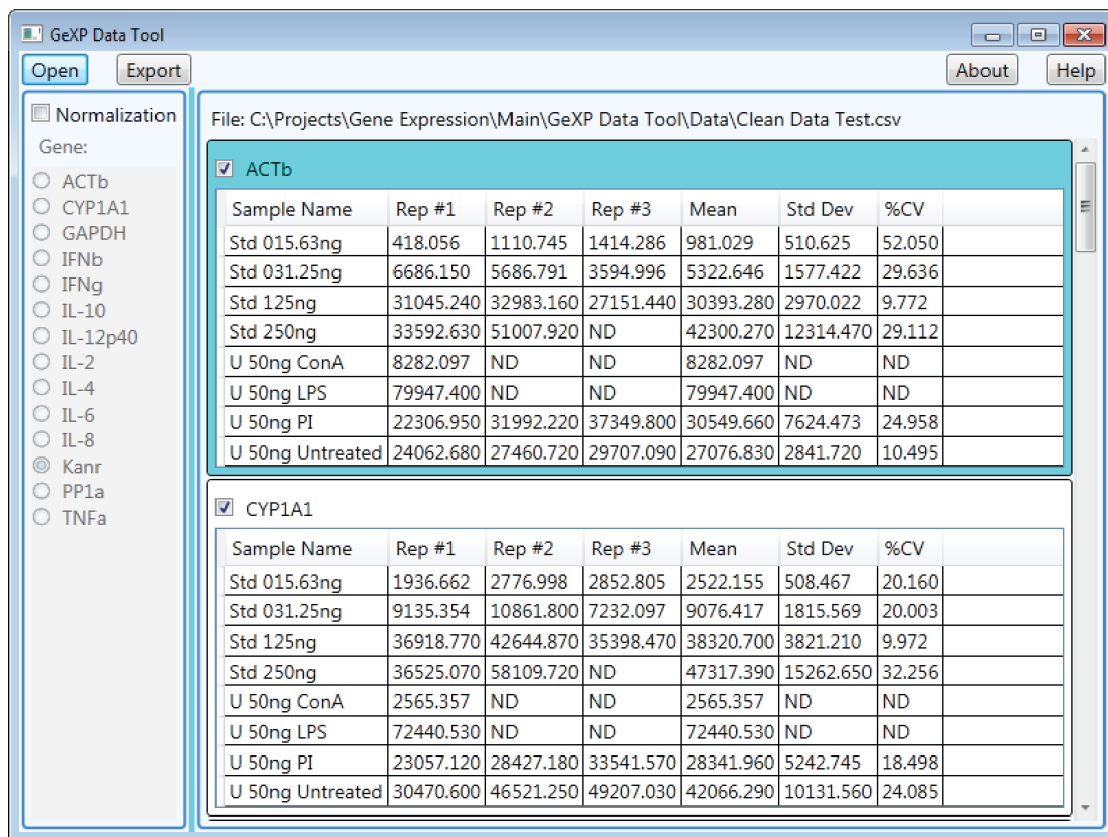 GeXP Data Tool
Open Export About Help
Normalization
Gene:
ACTb
CYP1A1
GAPDH
IFNb
IFNg
IL-10
IL-12p40
IL-2
IL-4
IL-6
IL-8
Kanr
PP1a
TNFa
File: C:\Projects\Gene Expression\Main\GeXP Data Tool\Data\Clean Data Test.csv
ACTb
Sample Name Rep #1 Rep #2 Rep #3 Mean Std Dev %CV
Std 015.63ng 418.056 1110.745 1414.286 981.029 510.625 52.050
Std 031.25ng 6686.150 5686.791 3594.996 5322.646 1577.422 29.636
Std 125ng 31045.240 32983.160 27151.440 30393.280 2970.022 9.772
Std 250ng 33592.630 51007.920 ND 42300.270 12314.470 29.112
U 50ng ConA 8282.097 ND ND 8282.097 ND ND
U 50ng LPS 79947.400 ND ND 79947.400 ND ND
U 50ng PI 22306.950 31992.220 37349.800 30549.660 7624.473 24.958
U 50ng Untreated 24062.680 27460.720 29707.090 27076.830 2841.720 10.495
CYP1A1
Sample Name Rep #1 Rep #2 Rep #3 Mean Std Dev %CV
Std 015.63ng 1936.662 2776.998 2852.805 2522.155 508.467 20.160
Std 031.25ng 9135.354 10861.800 7232.097 9076.417 1815.569 20.003
Std 125ng 36918.770 42644.870 35398.470 38320.700 3821.210 9.972
Std 250ng 36525.070 58109.720 ND 47317.390 15262.650 32.256
U 50ng ConA 2565.357 ND ND 2565.357 ND ND
U 50ng LPS 72440.530 ND ND 72440.530 ND ND
U 50ng PI 23057.120 28427.180 33541.570 28341.960 5242.745 18.498
U 50ng Untreated 30470.600 46521.250 49207.030 42066.290 10131.560 24.085